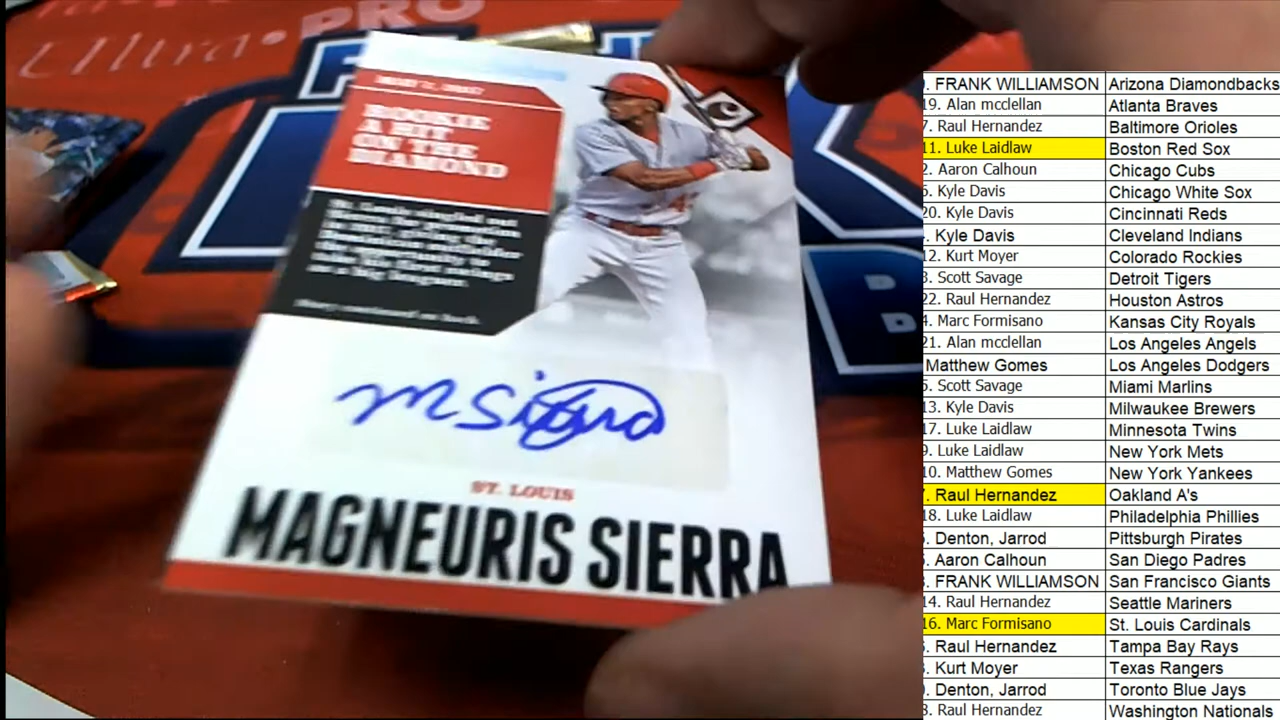 Ultra•PRO
ROOKIE
A HIT
ON THE
DIAMOND
M Sierra
ST. LOUIS
MAGNEURIS SIERRA
. FRANK WILLIAMSON Arizona Diamondbacks
19. Alan mcclellan Atlanta Braves
7. Raul Hernandez Baltimore Orioles
11. Luke Laidlaw Boston Red Sox
2. Aaron Calhoun Chicago Cubs
5. Kyle Davis Chicago White Sox
20. Kyle Davis Cincinnati Reds
. Kyle Davis Cleveland Indians
12. Kurt Moyer Colorado Rockies
3. Scott Savage Detroit Tigers
22. Raul Hernandez Houston Astros
4. Marc Formisano Kansas City Royals
21. Alan mcclellan Los Angeles Angels
Matthew Gomes Los Angeles Dodgers
5. Scott Savage Miami Marlins
13. Kyle Davis Milwaukee Brewers
17. Luke Laidlaw Minnesota Twins
9. Luke Laidlaw New York Mets
10. Matthew Gomes New York Yankees
7. Raul Hernandez Oakland A's
18. Luke Laidlaw Philadelphia Phillies
. Denton, Jarrod Pittsburgh Pirates
. Aaron Calhoun San Diego Padres
. FRANK WILLIAMSON San Francisco Giants
14. Raul Hernandez Seattle Mariners
16. Marc Formisano St. Louis Cardinals
. Raul Hernandez Tampa Bay Rays
. Kurt Moyer Texas Rangers
. Denton, Jarrod Toronto Blue Jays
. Raul Hernandez Washington Nationals